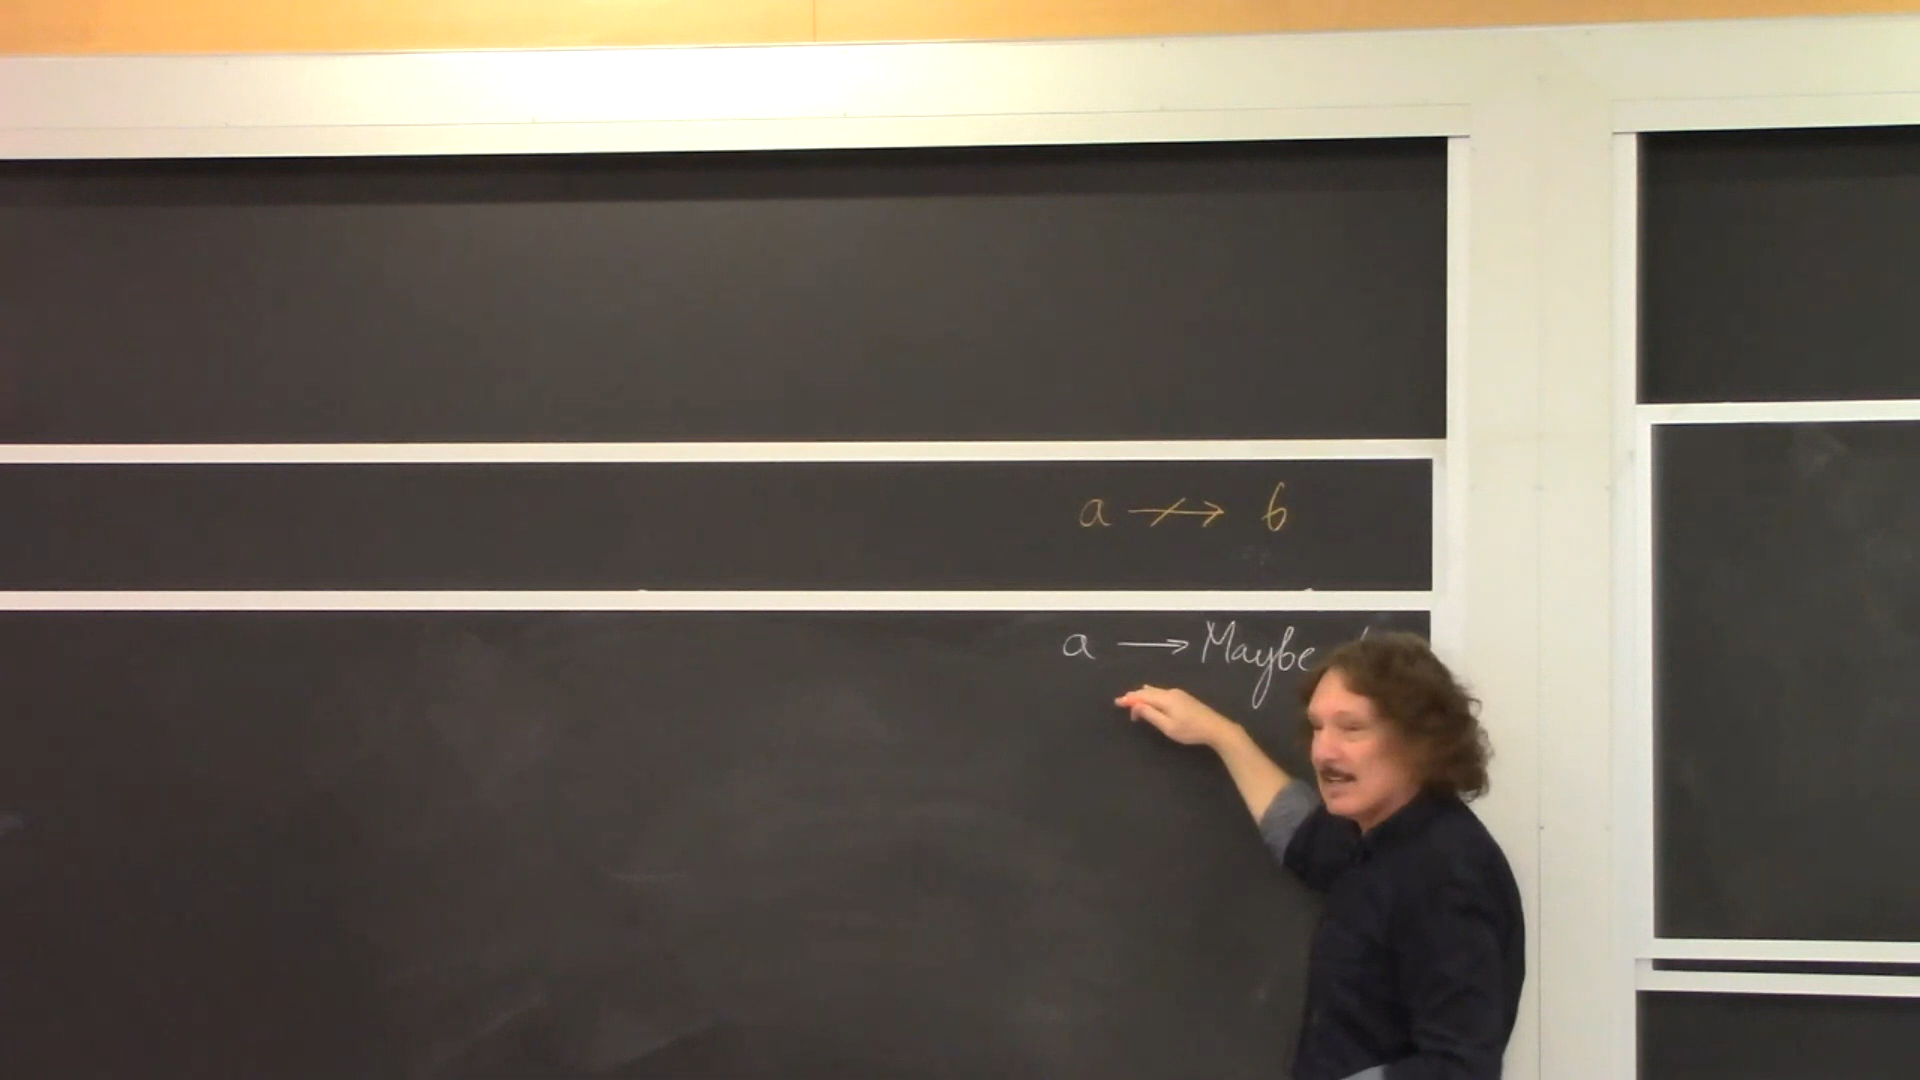 a ↛ b
a → Maybe